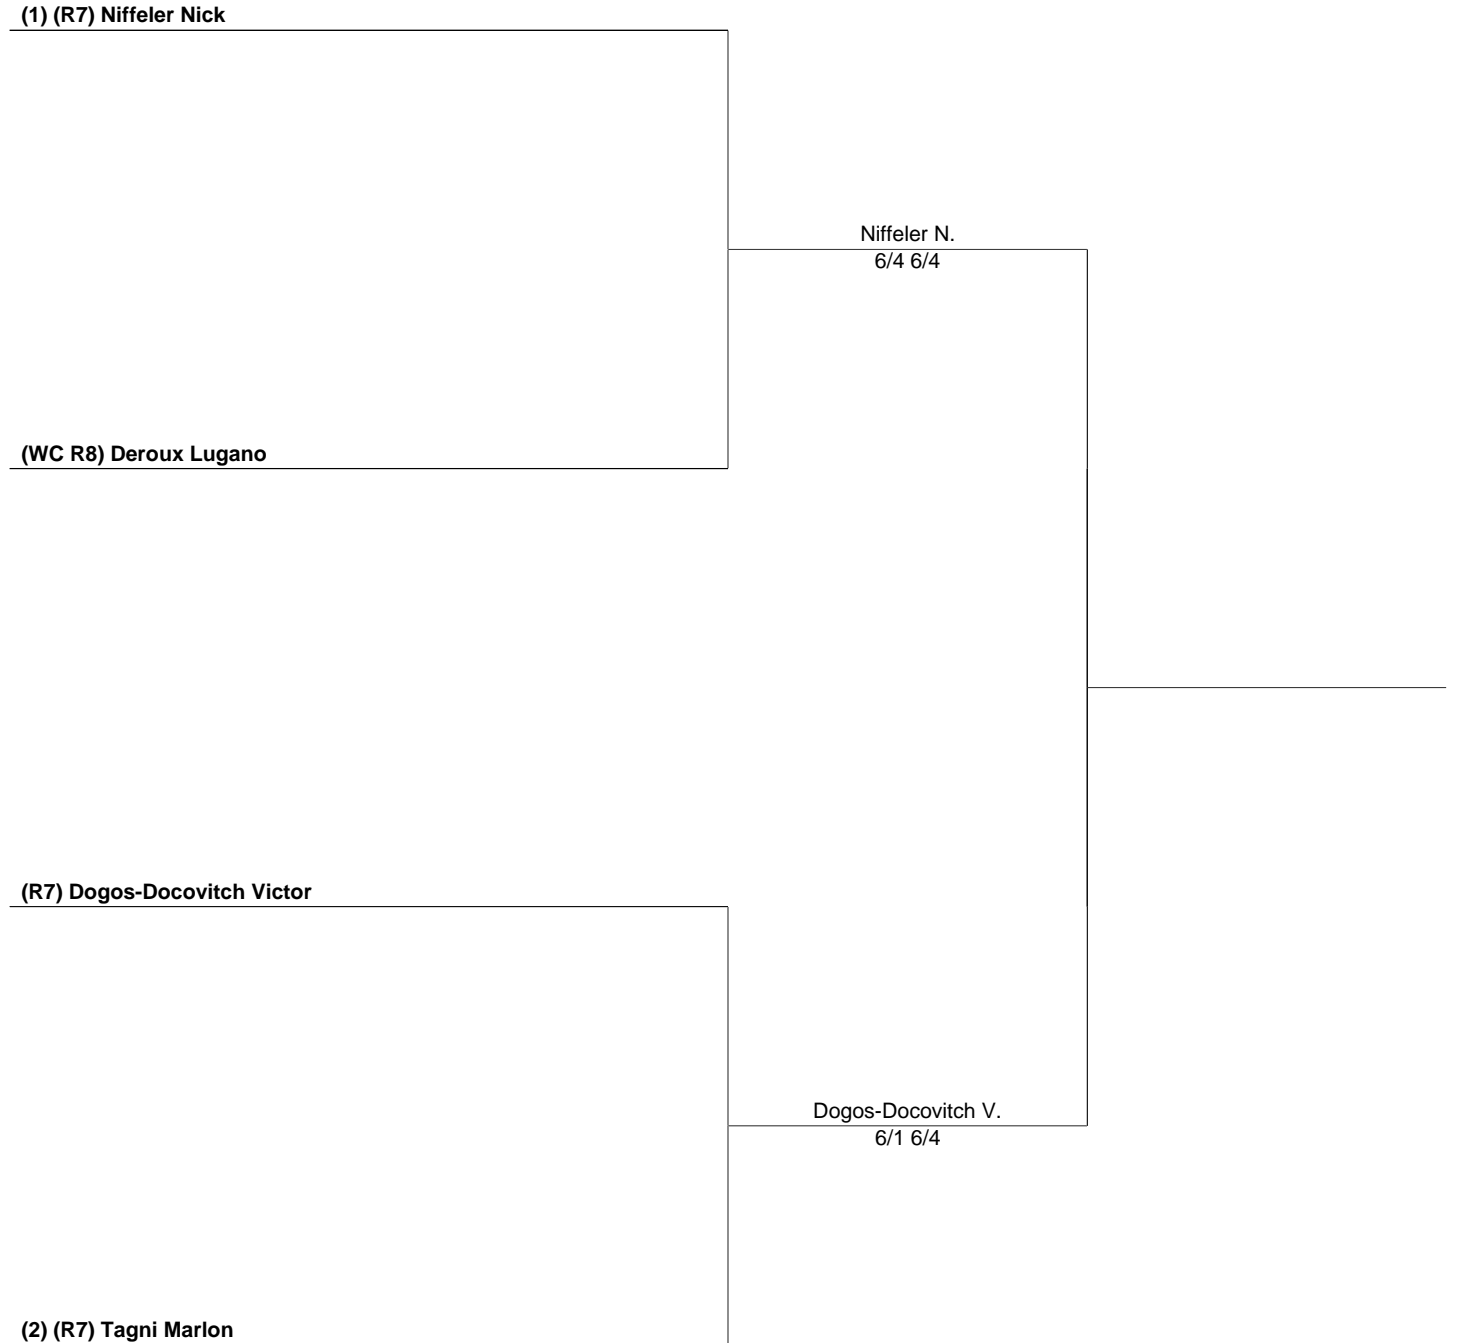 (1) (R7) Niffeler Nick
Niffeler N.
6/4 6/4
(WC R8) Deroux Lugano
(R7) Dogos-Docovitch Victor
Dogos-Docovitch V.
6/1 6/4
(2) (R7) Tagni Marlon